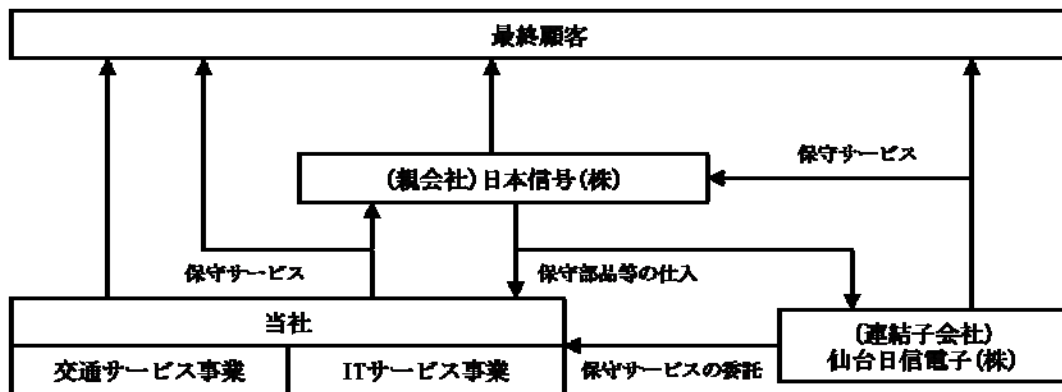 最終顧客
保守サービス
(親会社)日本信号(株)
保守サービス
保守部品等の仕入
当社
(連結子会社)
仙台日信電子(株)
交通サービス事業
ITサービス事業
保守サービスの委託